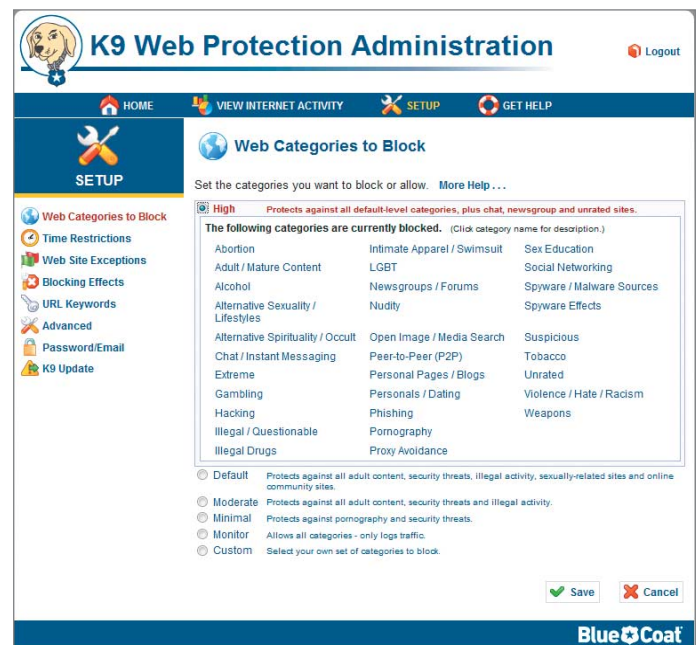 K9 Web Protection Administration
Logout
HOME
VIEW INTERNET ACTIVITY
SETUP
GET HELP
SETUP
Web Categories to Block
Time Restrictions
Web Site Exceptions
Blocking Effects
URL Keywords
Advanced
Password/Email
K9 Update
Web Categories to Block
Set the categories you want to block or allow. More Help . . .
High Protects against all default-level categories, plus chat, newsgroup and unrated sites.
The following categories are currently blocked. (Click category name for description.)
Abortion
Adult / Mature Content
Alcohol
Alternative Sexuality /
Lifestyles
Alternative Spirituality / Occult
Chat / Instant Messaging
Extreme
Gambling
Hacking
Illegal / Questionable
Illegal Drugs
Intimate Apparel / Swimsuit
LGBT
Newsgroups / Forums
Nudity
Open Image / Media Search
Peer-to-Peer (P2P)
Personal Pages / Blogs
Personals / Dating
Phishing
Pornography
Proxy Avoidance
Sex Education
Social Networking
Spyware / Malware Sources
Spyware Effects
Suspicious
Tobacco
Unrated
Violence / Hate / Racism
Weapons
Default Protects against all adult content, security threats, illegal activity, sexually-related sites and online
community sites.
Moderate Protects against all adult content, security threats and illegal activity.
Minimal Protects against pornography and security threats.
Monitor Allows all categories - only logs traffic.
Custom Select your own set of categories to block.
Save
Cancel
Blue Coat